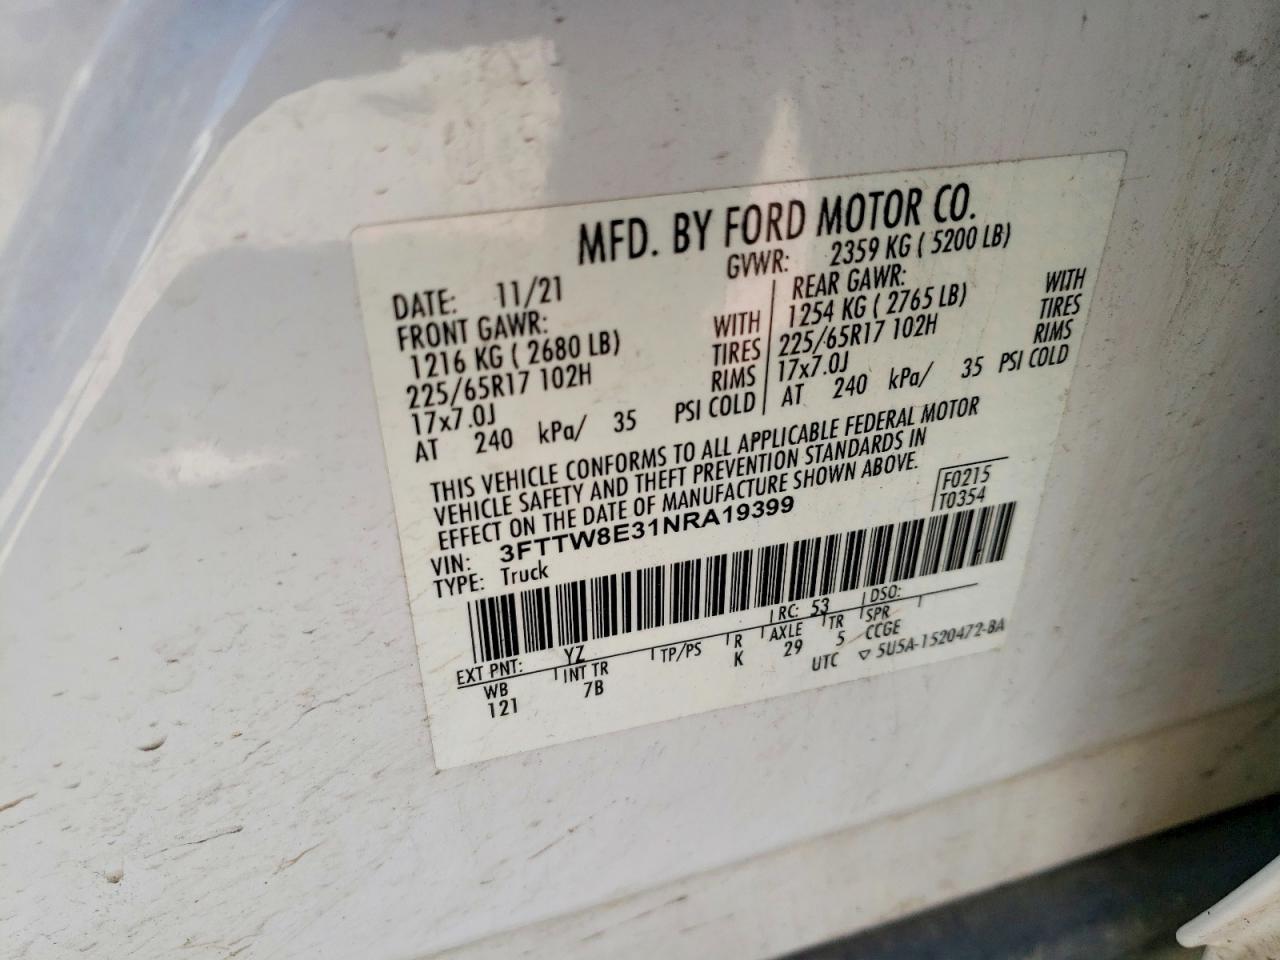 MFD. BY FORD MOTOR CO.
DATE: 11/21 GVWR: 2359 KG ( 5200 LB)
FRONT GAWR: REAR GAWR:
1216 KG ( 2680 LB) WITH 1254 KG ( 2765 LB) WITH
225/65R17 102H TIRES 225/65R17 102H TIRES
17x7.0J RIMS 17x7.0J RIMS
AT 240 kPa/ 35 PSI COLD AT 240 kPa/ 35 PSI COLD
THIS VEHICLE CONFORMS TO ALL APPLICABLE FEDERAL MOTOR
VEHICLE SAFETY AND THEFT PREVENTION STANDARDS IN
EFFECT ON THE DATE OF MANUFACTURE SHOWN ABOVE.
F0215
VIN: 3FTTW8E31NRA19399 T0354
TYPE: Truck
EXT PNT: YZ RC: 53 DSO:
WB INT TR TP/PS R AXLE TR SPR
121 7B K 29 5 CCGE
UTC ▽ 5U5A-1520472-BA